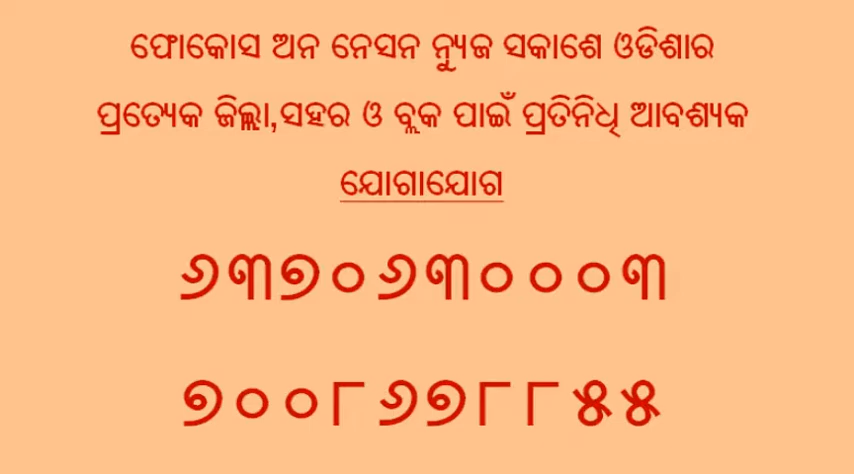 ଫୋକୋସ ଅନ ନେସନ ନ୍ୟୁଜ ସକାଶେ ଓଡିଶାର
ପ୍ରତ୍ୟେକ ଜିଲ୍ଲା,ସହର ଓ ବ୍ଲକ ପାଇଁ ପ୍ରତିନିଧି ଆବଶ୍ୟକ
ଯୋଗାଯୋଗ
୬୩୭୦୬୩୦୦୦୩
୭୦୦୮୬୭୮୮୫୫